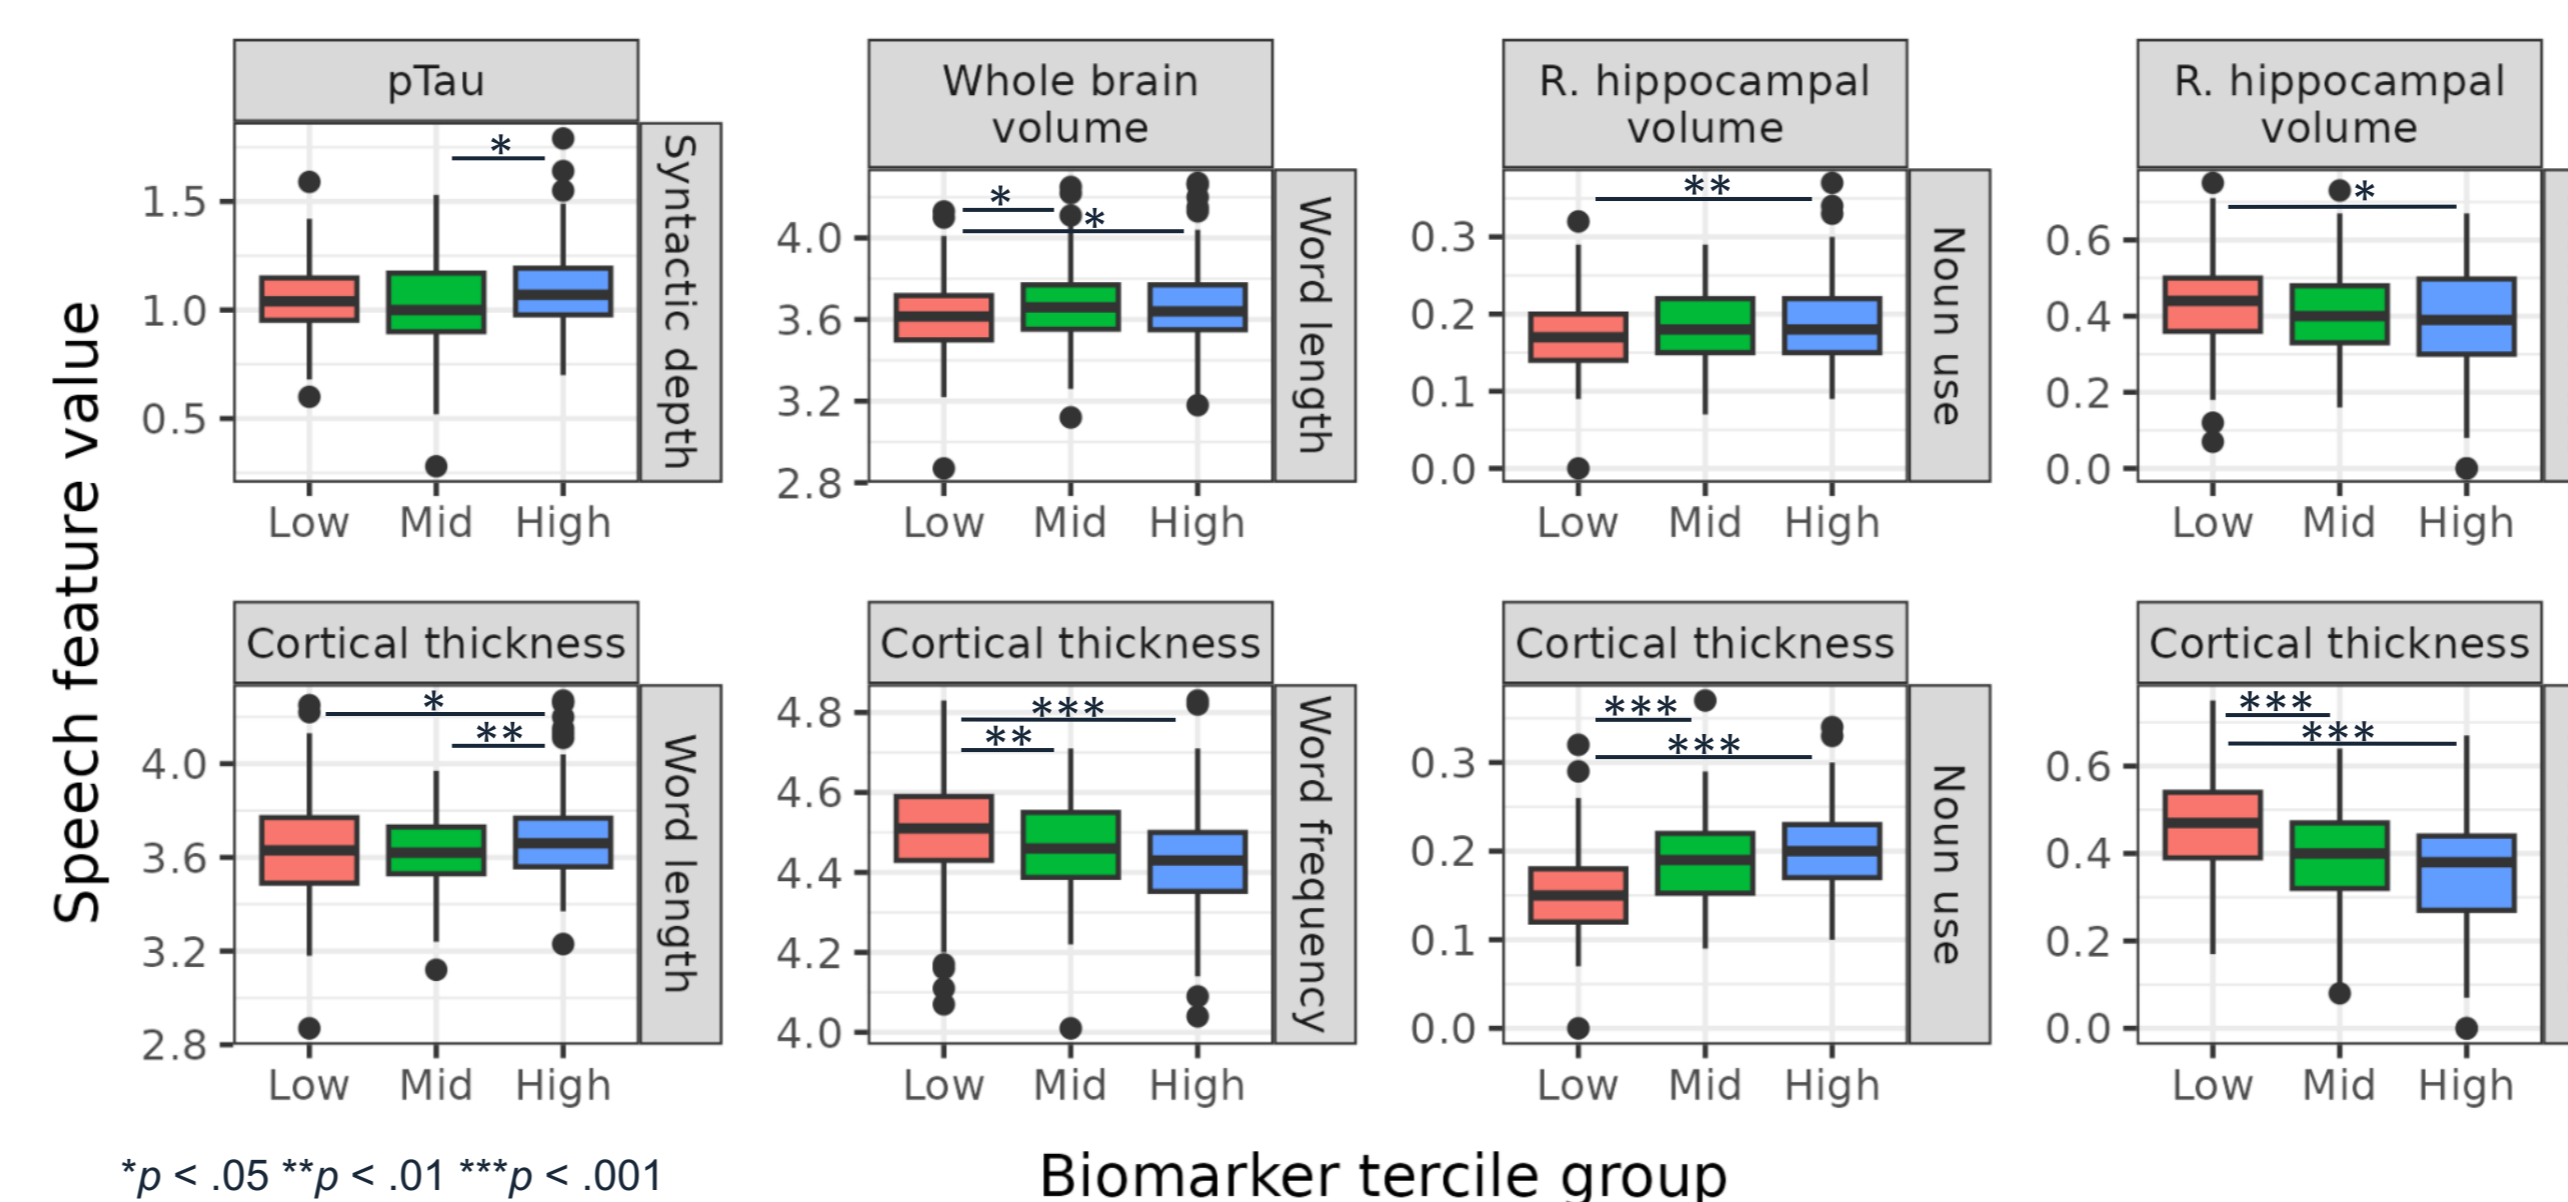 pTau
Syntactic depth
*
1.5
1.0
0.5
Low Mid High
Whole brain
volume
Word length
*
*
4.0
3.6
3.2
2.8
Low Mid High
R. hippocampal
volume
Noun use
**
0.3
0.2
0.1
0.0
Low Mid High
R. hippocampal
volume
*
0.6
0.4
0.2
0.0
Low Mid High
Speech feature value
Cortical thickness
Word length
*
**
4.0
3.6
3.2
2.8
Low Mid High
Cortical thickness
Word frequency
***
**
4.8
4.6
4.4
4.2
4.0
Low Mid High
Cortical thickness
Noun use
***
***
0.3
0.2
0.1
0.0
Low Mid High
Cortical thickness
***
***
0.6
0.4
0.2
0.0
Low Mid High
*p < .05 **p < .01 ***p < .001
Biomarker tercile group